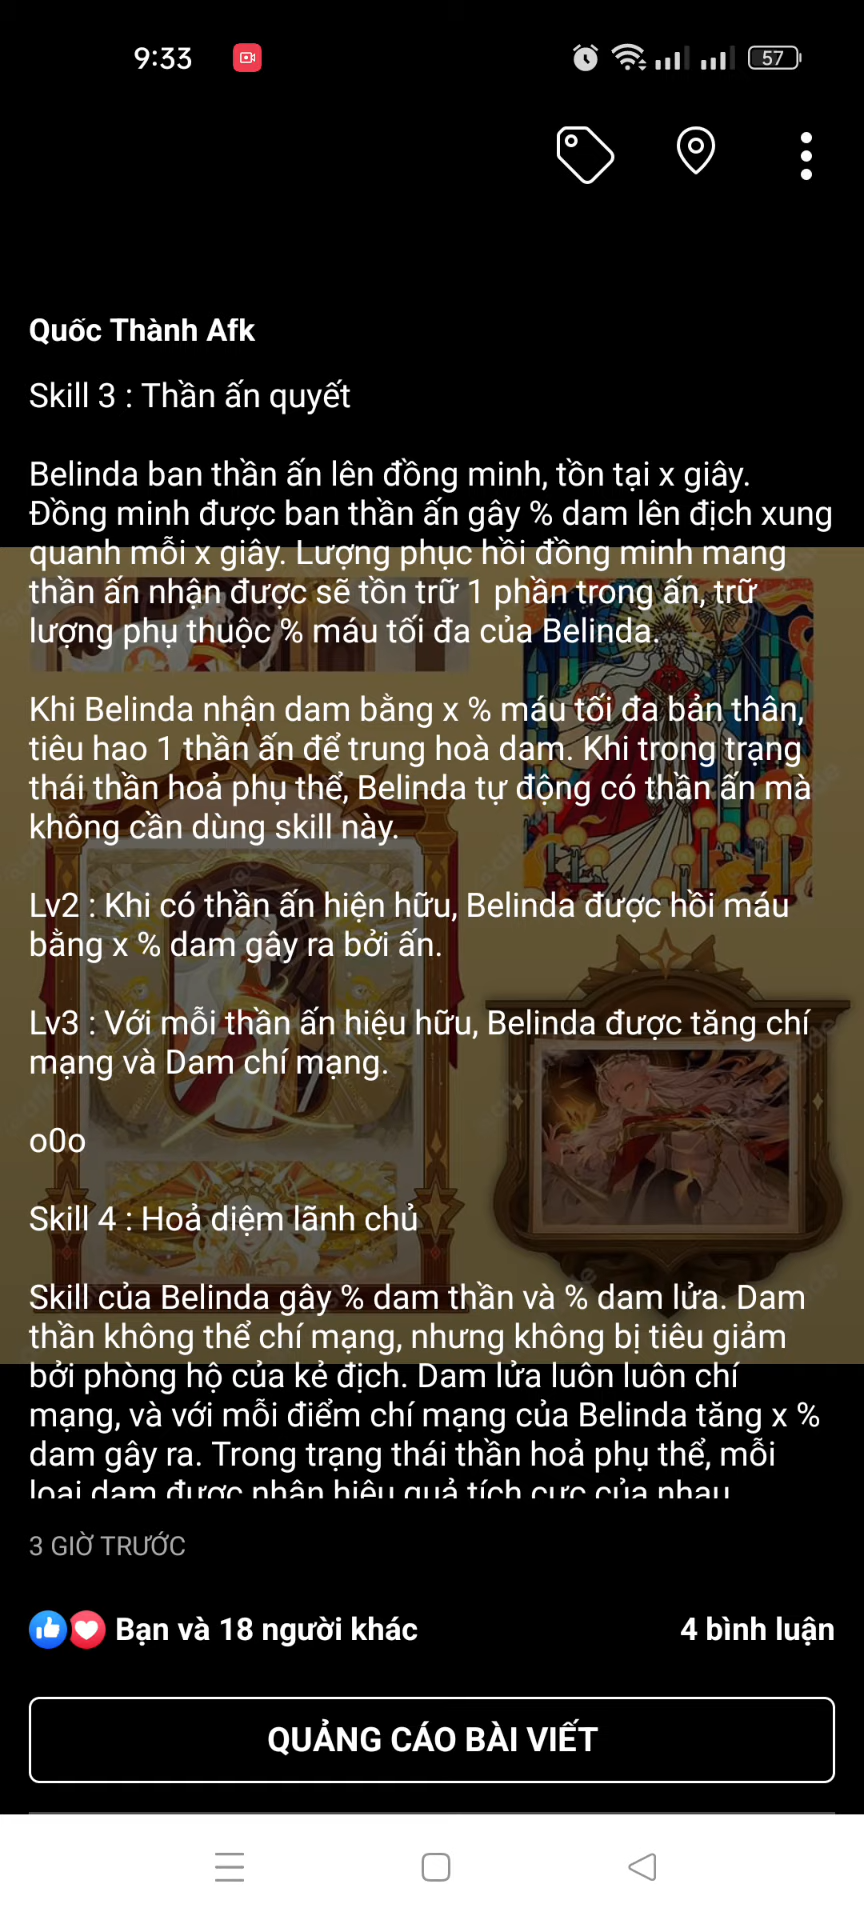 9:33
57
Quốc Thành Afk
Skill 3 : Thần ấn quyết
Belinda ban thần ấn lên đồng minh, tồn tại x giây.
Đồng minh được ban thần ấn gây % dam lên địch xung
quanh mỗi x giây. Lượng phục hồi đồng minh mang
thần ấn nhận được sẽ tồn trữ 1 phần trong ấn, trữ
lượng phụ thuộc % máu tối đa của Belinda.
Khi Belinda nhận dam bằng x % máu tối đa bản thân,
tiêu hao 1 thần ấn để trung hoà dam. Khi trong trạng
thái thần hoả phụ thể, Belinda tự động có thần ấn mà
không cần dùng skill này.
Lv2 : Khi có thần ấn hiện hữu, Belinda được hồi máu
bằng x % dam gây ra bởi ấn.
Lv3 : Với mỗi thần ấn hiệu hữu, Belinda được tăng chí
mạng và Dam chí mạng.
o0o
Skill 4 : Hoả diệm lãnh chủ
Skill của Belinda gây % dam thần và % dam lửa. Dam
thần không thể chí mạng, nhưng không bị tiêu giảm
bởi phòng hộ của kẻ địch. Dam lửa luôn luôn chí
mạng, và với mỗi điểm chí mạng của Belinda tăng x %
dam gây ra. Trong trạng thái thần hoả phụ thể, mỗi
loại dam được nhận hiệu quả tích cực của nhau
3 GIỜ TRƯỚC
Bạn và 18 người khác
4 bình luận
QUẢNG CÁO BÀI VIẾT